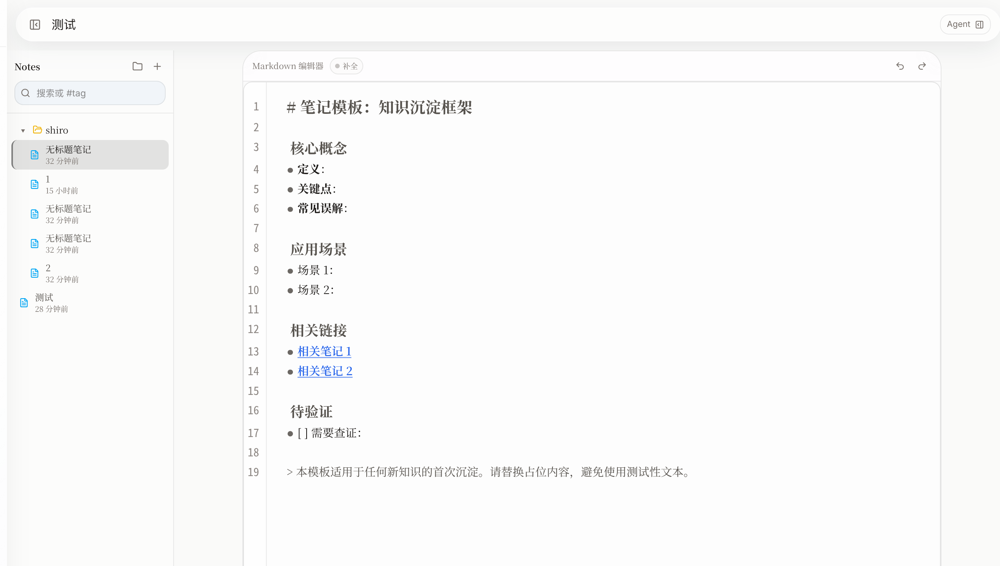 测试
Agent
Notes
搜索或 #tag
shiro
无标题笔记
32 分钟前
1
15 小时前
无标题笔记
32 分钟前
无标题笔记
32 分钟前
2
32 分钟前
测试
28 分钟前
Markdown 编辑器 补全
1 # 笔记模板：知识沉淀框架
2
3 核心概念
4 ● 定义：
5 ● 关键点：
6 ● 常见误解：
7
8 应用场景
9 ● 场景 1：
10 ● 场景 2：
11
12 相关链接
13 ● 相关笔记 1
14 ● 相关笔记 2
15
16 待验证
17 ● [ ] 需要查证：
18
19 > 本模板适用于任何新知识的首次沉淀。请替换占位内容，避免使用测试性文本。